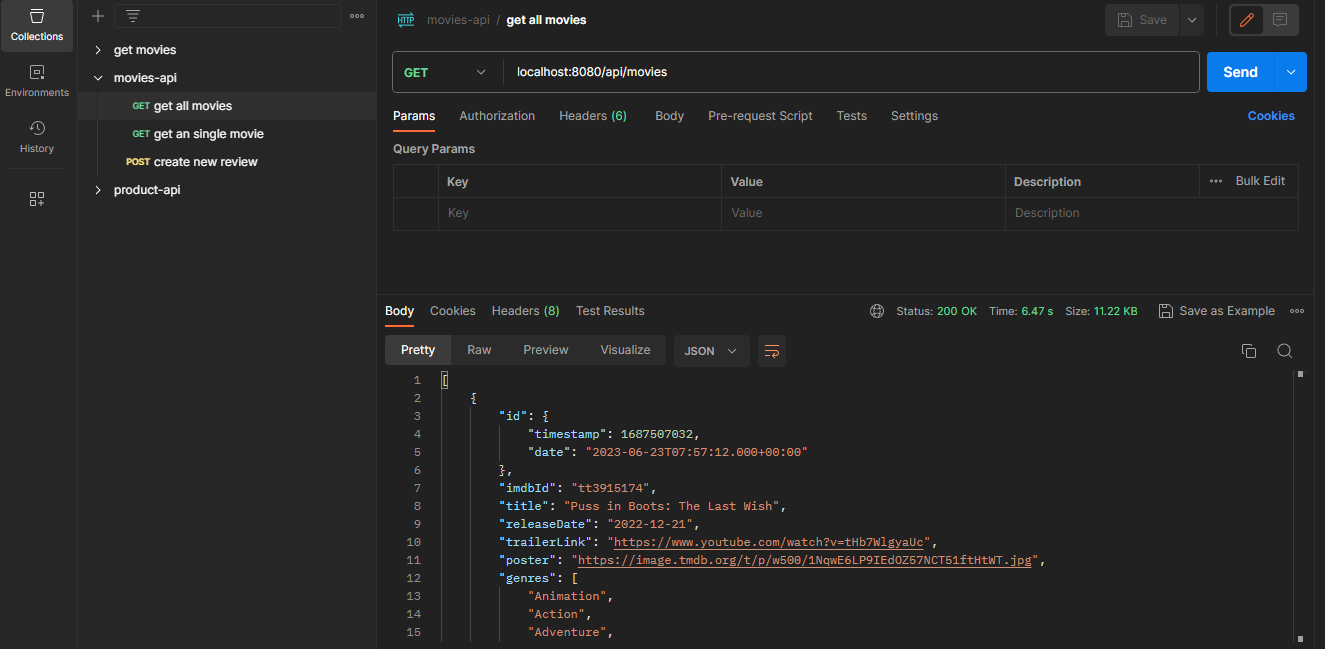 Collections
Environments
History
get movies
movies-api
GET get all movies
GET get an single movie
POST create new review
product-api
HTTP movies-api / get all movies
Save
GET localhost:8080/api/movies
Send
Params Authorization Headers (6) Body Pre-request Script Tests Settings Cookies
Query Params
Key Value Description Bulk Edit
Key Value Description
Body Cookies Headers (8) Test Results Status: 200 OK Time: 6.47 s Size: 11.22 KB Save as Example
Pretty Raw Preview Visualize JSON
1 [
2 {
3 "id": {
4 "timestamp": 1687507032,
5 "date": "2023-06-23T07:57:12.000+00:00"
6 },
7 "imdbId": "tt3915174",
8 "title": "Puss in Boots: The Last Wish",
9 "releaseDate": "2022-12-21",
10 "trailerLink": "https://www.youtube.com/watch?v=tHb7WlgyaUc",
11 "poster": "https://image.tmdb.org/t/p/w500/1NqwE6LP9IEdOZ57NCT51ftHtWT.jpg",
12 "genres": [
13 "Animation",
14 "Action",
15 "Adventure",